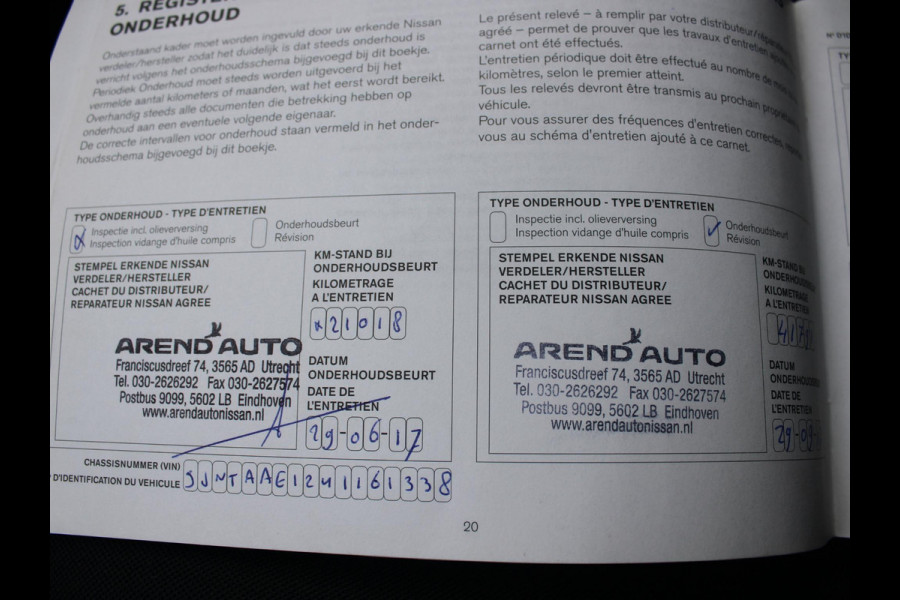 5. REGISTE
ONDERHOUD
Onderstaand kader moet worden ingevuld door uw erkende Nissan
verdeler/hersteller zodat het duidelijk is dat steeds onderhoud is
verricht volgens het onderhoudsschema bijgevoegd bij dit boekje.
Periodiek Onderhoud moet steeds worden uitgevoerd bij het
vermelde aantal kilometers of maanden, wat het eerst wordt bereikt.
Overhandig steeds alle documenten die betrekking hebben op
onderhoud aan een eventuele volgende eigenaar.
De correcte intervallen voor onderhoud staan vermeld in het onder-
houdsschema bijgevoegd bij dit boekje.
Le présent relevé – à remplir par votre distributeur/
agréé – permet de prouver que les travaux d'entretien
carnet ont été effectués.
L'entretien périodique doit être effectué au nombre de
kilomètres, selon le premier atteint.
Tous les relevés devront être transmis au prochain
véhicule.
Pour vous assurer des fréquences d'entretien correctes,
vous au schéma d'entretien ajouté à ce carnet.
TYPE ONDERHOUD - TYPE D'ENTRETIEN
Inspectie incl. olieverversing
Inspection vidange d'huile compris
Onderhoudsbeurt
Révision
STEMPEL ERKENDE NISSAN
VERDELER/HERSTELLER
CACHET DU DISTRIBUTEUR/
REPARATEUR NISSAN AGREE
KM-STAND BIJ
ONDERHOUDSBEURT
KILOMETRAGE
A L'ENTRETIEN
x21018
AREND AUTO
Franciscusdreef 74, 3565 AD Utrecht
Tel. 030-2626292 Fax 030-2627574
Postbus 9099, 5602 LB Eindhoven
www.arendautonissan.nl
DATUM
ONDERHOUDSBEURT
DATE DE
L'ENTRETIEN
29-06-17
CHASSISNUMMER (VIN)
D'IDENTIFICATION DU VEHICULE
SJNTAAE12U1161338
TYPE ONDERHOUD - TYPE D'ENTRETIEN
Inspectie incl. olieverversing
Inspection vidange d'huile compris
Onderhoudsbeurt
Révision
STEMPEL ERKENDE NISSAN
VERDELER/HERSTELLER
CACHET DU DISTRIBUTEUR/
REPARATEUR NISSAN AGREE
KM-STAND BIJ
ONDERHOUDS
KILOMETRAGE
A L'ENTRETIEN
AREND AUTO
Franciscusdreef 74, 3565 AD Utrecht
Tel. 030-2626292 Fax 030-2627574
Postbus 9099, 5602 LB Eindhoven
www.arendautonissan.nl
DATUM
ONDERHOUDS
DATE DE
L'ENTRETIEN
20